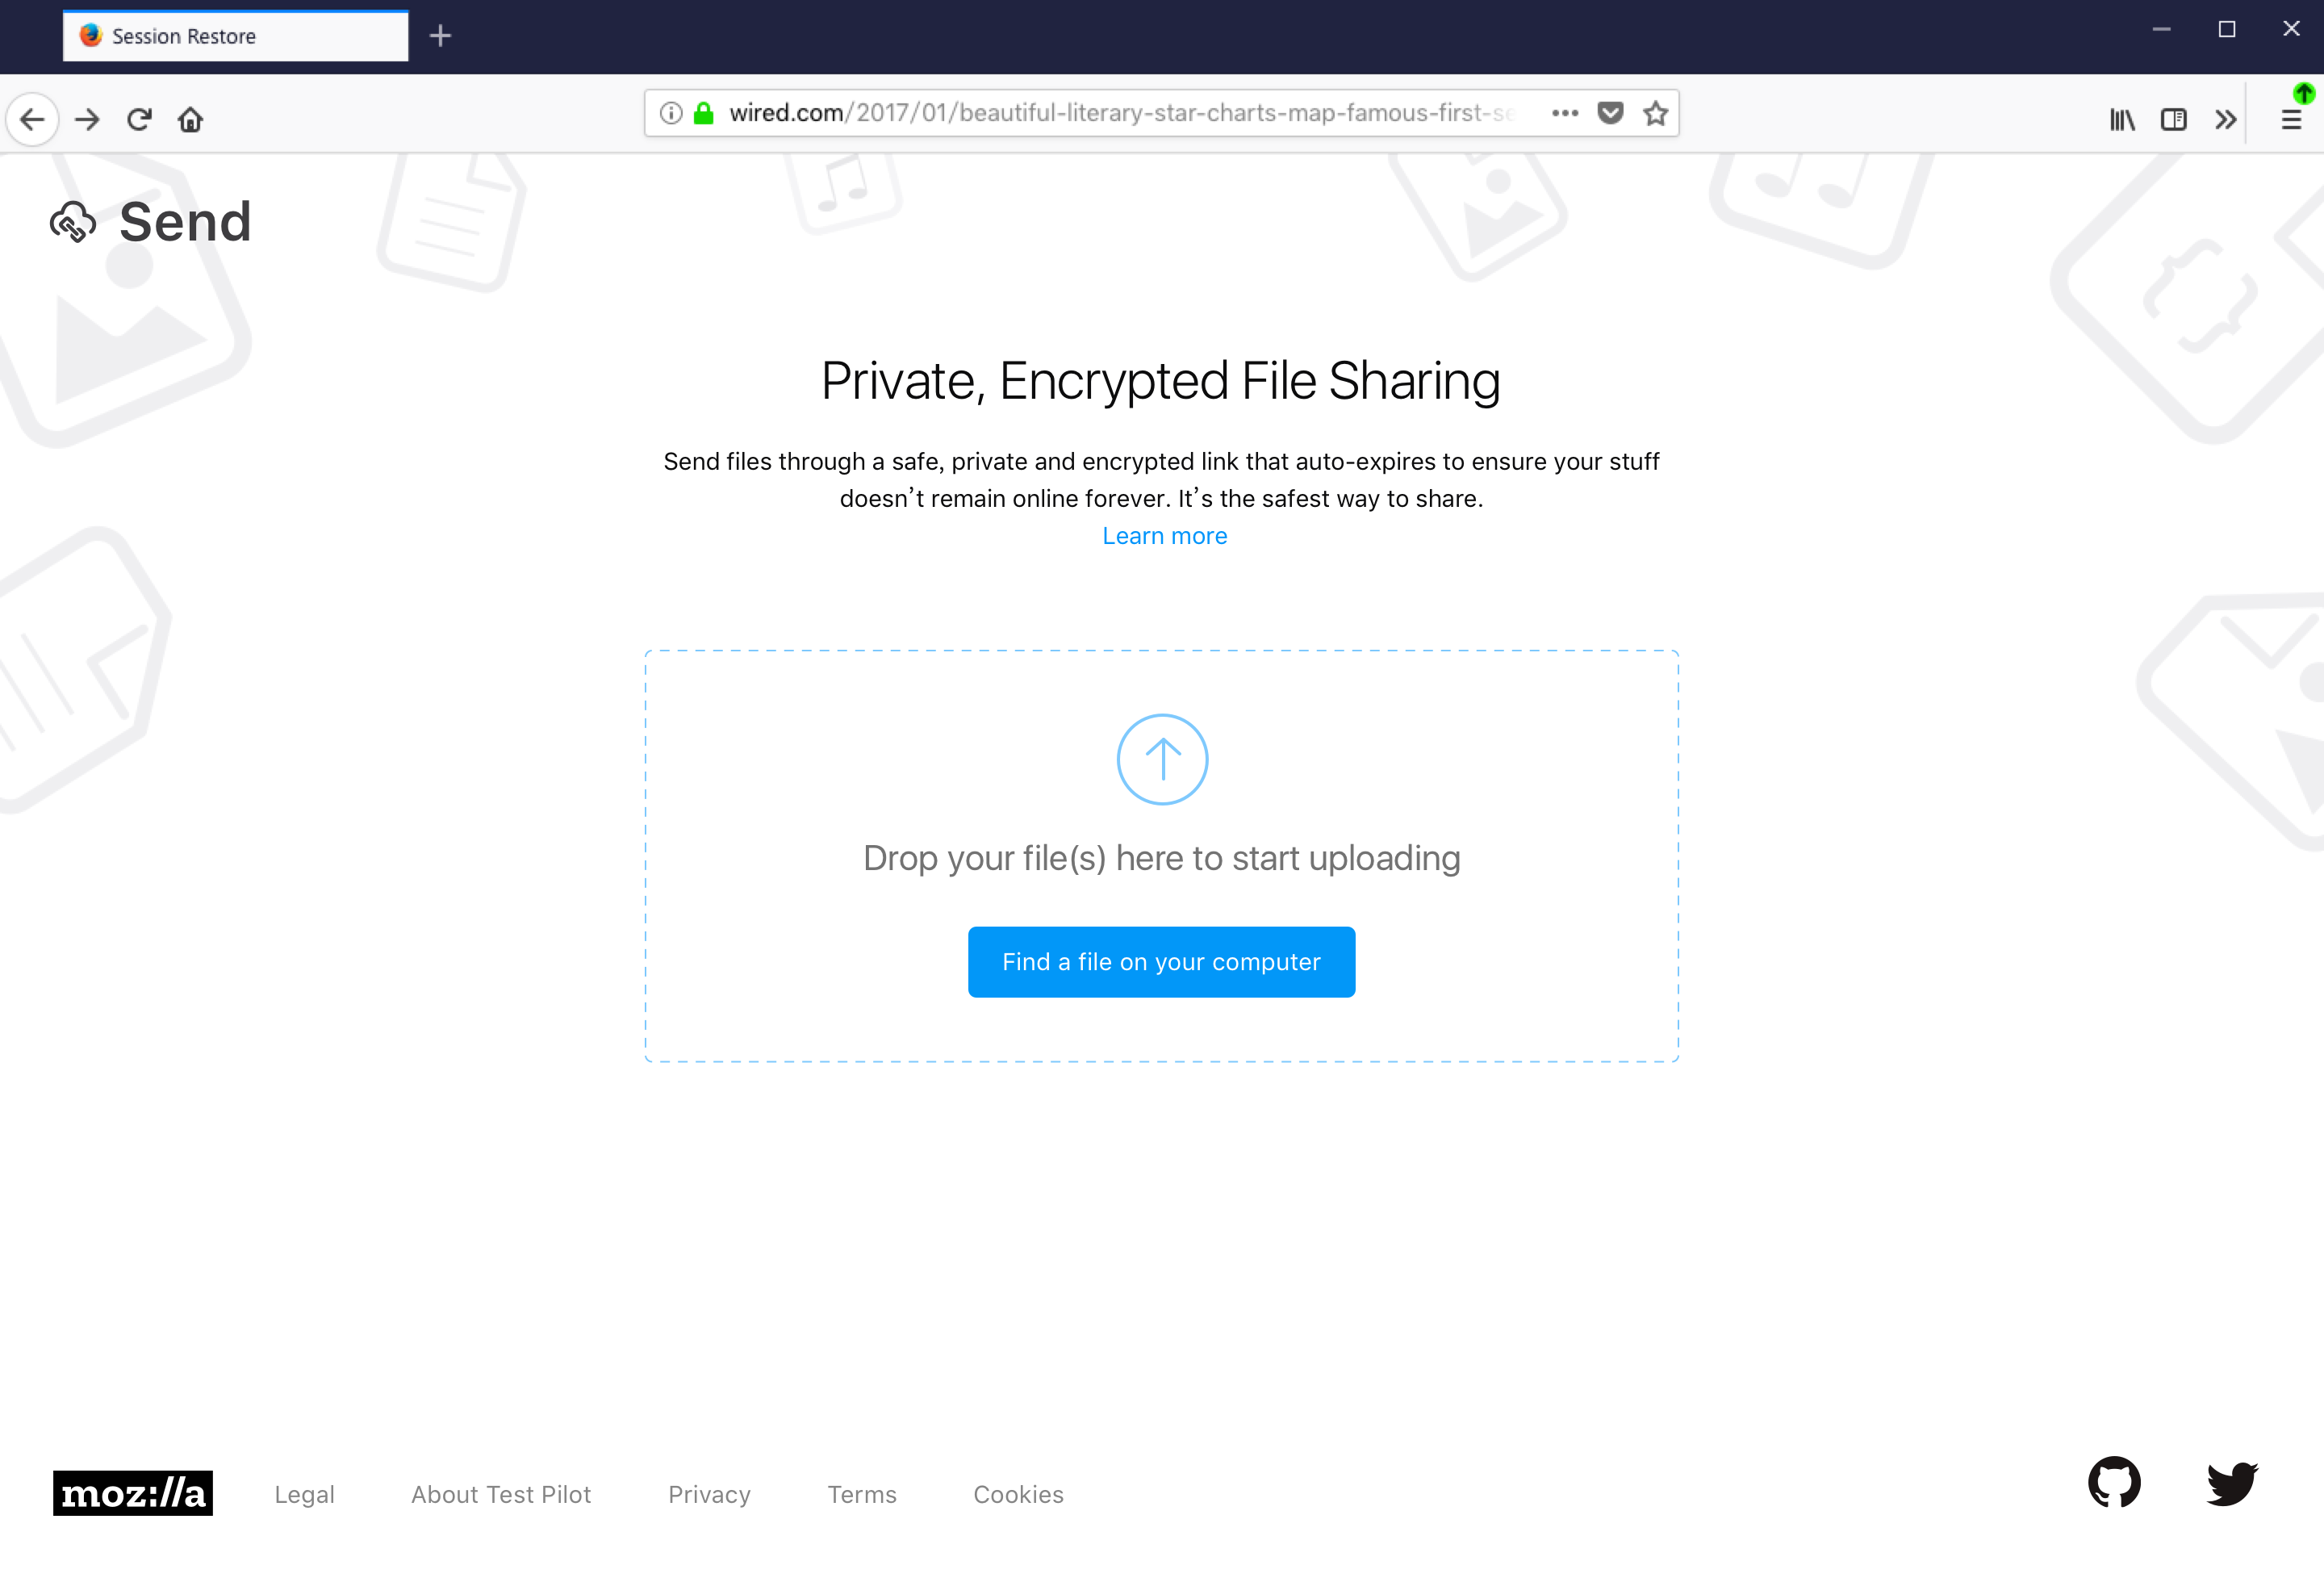 Session Restore
wired.com/2017/01/beautiful-literary-star-charts-map-famous-first-se
Send
Private, Encrypted File Sharing
Send files through a safe, private and encrypted link that auto-expires to ensure your stuff
doesn’t remain online forever. It’s the safest way to share.
Learn more
Drop your file(s) here to start uploading
Find a file on your computer
moz://a
Legal
About Test Pilot
Privacy
Terms
Cookies